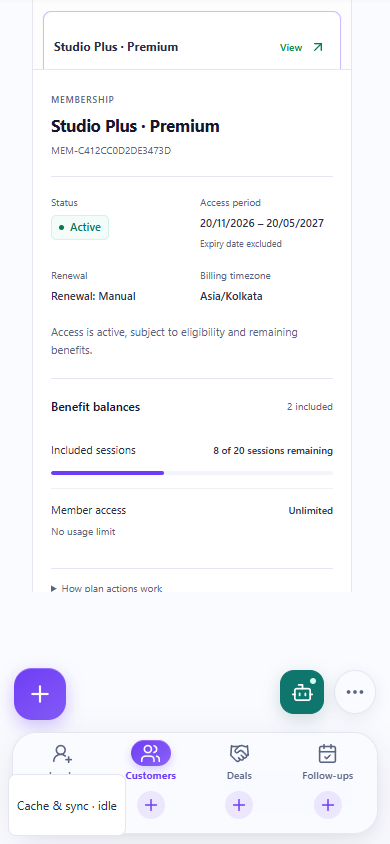 Studio Plus · Premium
View
MEMBERSHIP
Studio Plus · Premium
MEM-C412CC0D2DE3473D
Status
Access period
Active
20/11/2026 – 20/05/2027
Expiry date excluded
Renewal
Billing timezone
Renewal: Manual
Asia/Kolkata
Access is active, subject to eligibility and remaining
benefits.
Benefit balances
2 included
Included sessions
8 of 20 sessions remaining
Member access
Unlimited
No usage limit
How plan actions work
Customers
Deals
Follow-ups
Cache & sync · idle